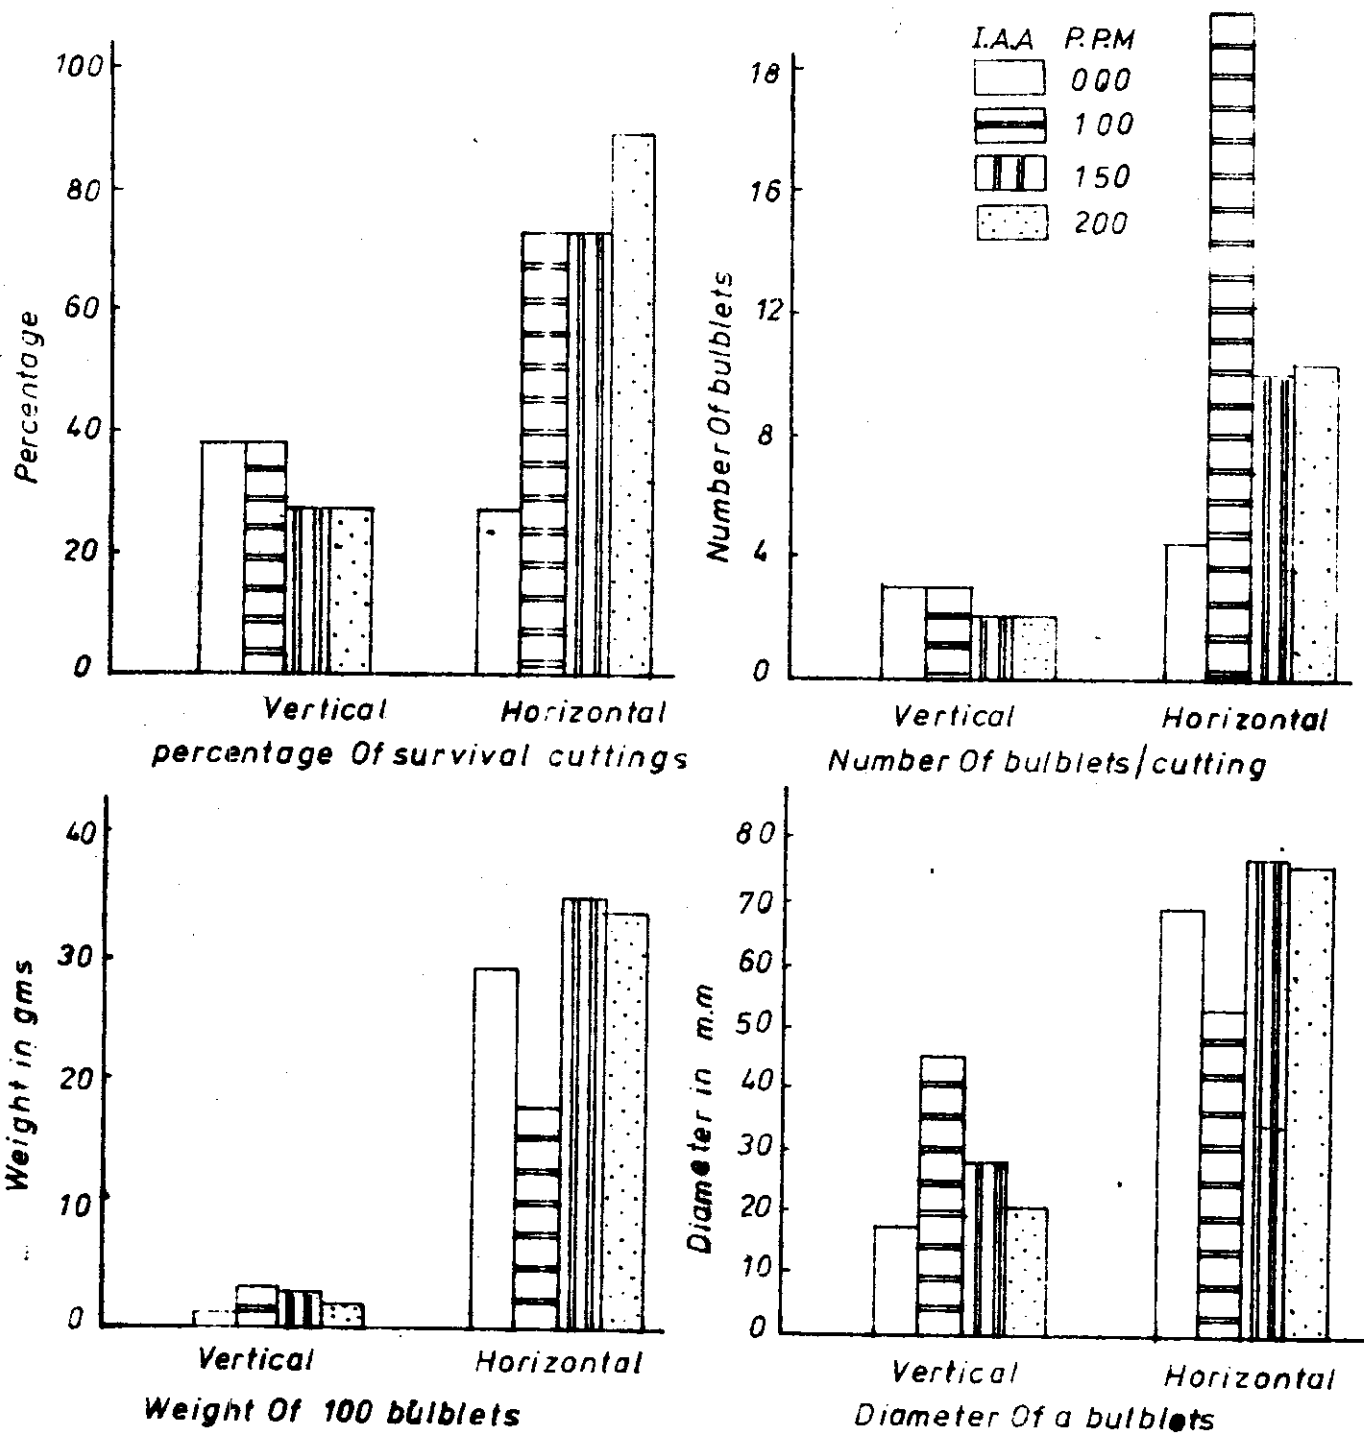 I.A.A P.P.M
000
100
150
200
Percentage
100
80
60
40
20
0
Vertical Horizontal
percentage Of survival cuttings
Number Of bulblets
18
16
12
8
4
0
Vertical Horizontal
Number Of bulblets/cutting
Weight in gms
40
30
20
10
0
Vertical Horizontal
Weight Of 100 bulblets
Diameter in m.m
80
70
60
50
40
30
20
10
0
Vertical Horizontal
Diameter Of a bulblets